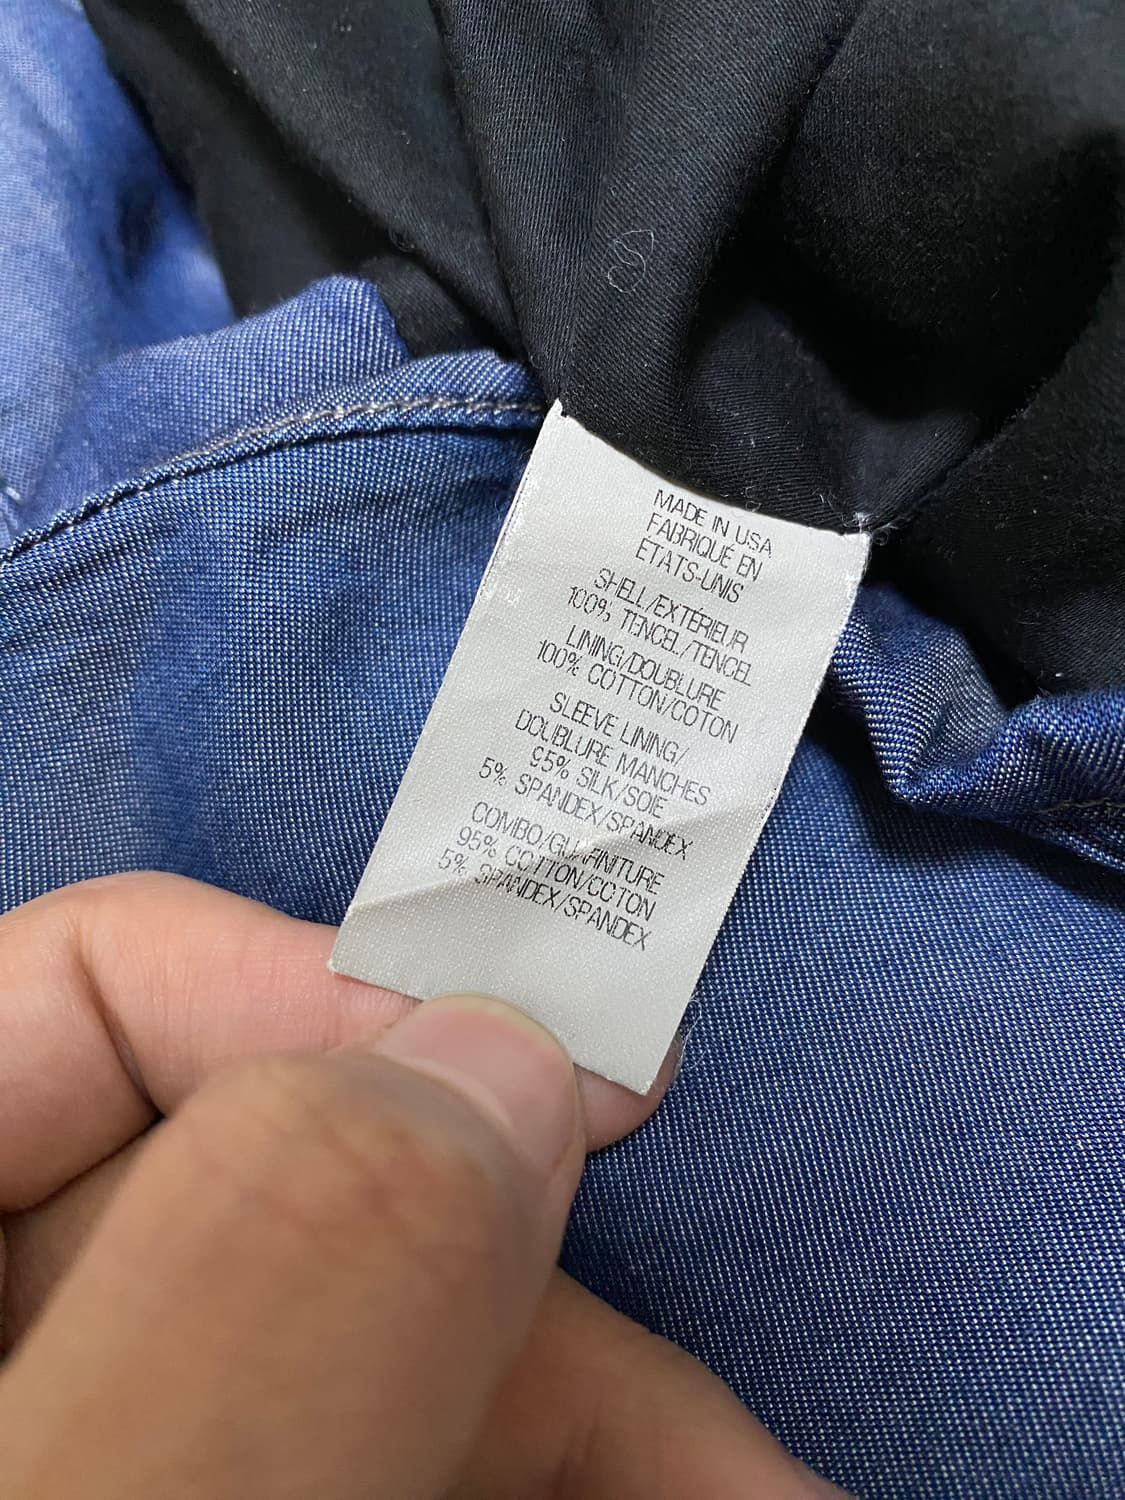 MADE IN USA
FABRIQUÉ EN
ETATS-UNIS
SHELL/EXTÉRIEUR
100% TENCEL/TENCEL
LINING/DOUBLURE
100% COTTON/COTON
SLEEVE LINING/
DOUBLURE MANCHES
95% SILK/SOIE
5% SPANDEX/SPANDEX
COMBO/GUARNITURE
95% COTTON/COTON
5% SPANDEX/SPANDEX